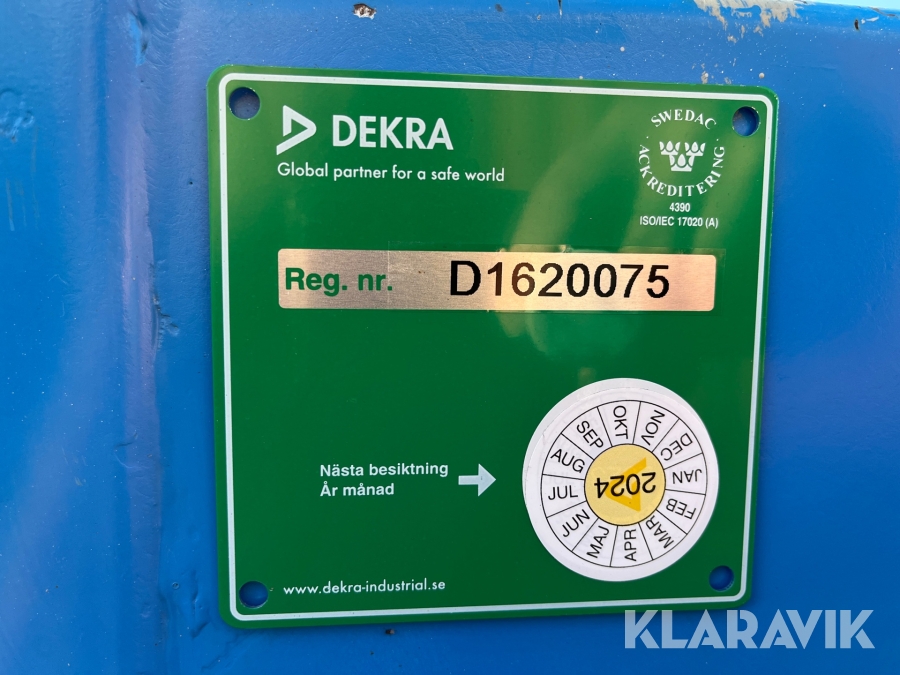 DEKRA
Global partner for a safe world
SWEDAC
ACKREDITERING
4390
ISO/IEC 17020 (A)
Reg. nr. D1620075
Nästa besiktning
År månad
JAN
FEB
MAR
APR
MAJ
JUN
JUL
AUG
SEP
OKT
NOV
DEC
2024
www.dekra-industrial.se
KLARAVIK